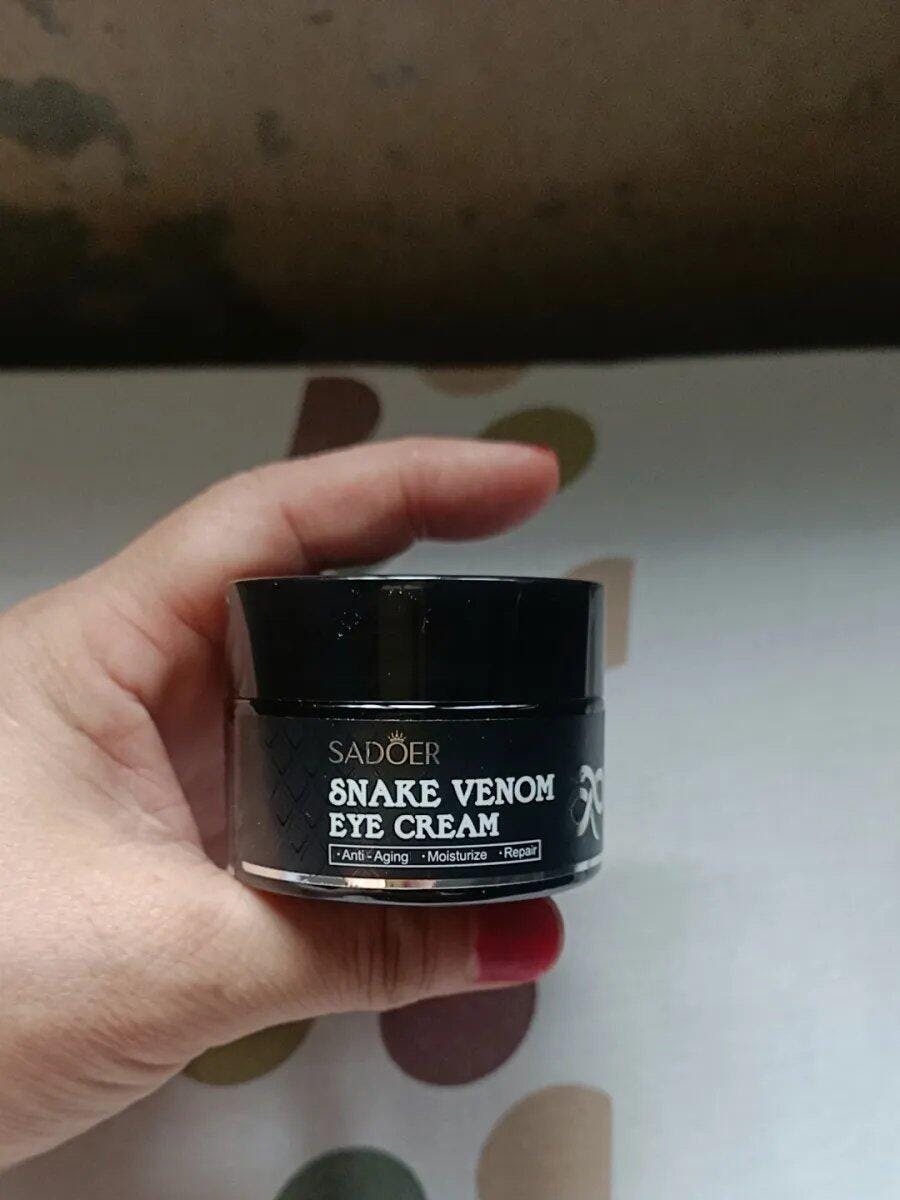 SADOER
SNAKE VENOM
EYE CREAM
·Anti-Aging ·Moisturize ·Repair